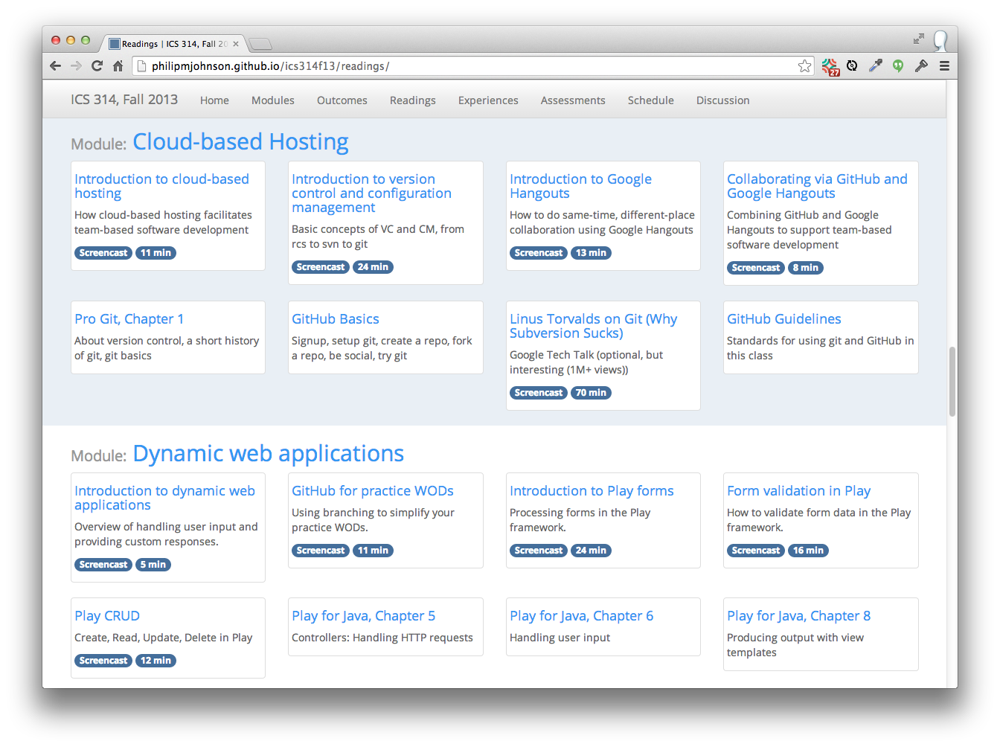 Readings | ICS 314, Fall 20
philipmjohnson.github.io/ics314f13/readings/
27
ICS 314, Fall 2013 Home Modules Outcomes Readings Experiences Assessments Schedule Discussion
Module: Cloud-based Hosting
Introduction to cloud-based
hosting
How cloud-based hosting facilitates
team-based software development
Screencast 11 min
Introduction to version
control and configuration
management
Basic concepts of VC and CM, from
rcs to svn to git
Screencast 24 min
Introduction to Google
Hangouts
How to do same-time, different-place
collaboration using Google Hangouts
Screencast 13 min
Collaborating via GitHub and
Google Hangouts
Combining GitHub and Google
Hangouts to support team-based
software development
Screencast 8 min
Pro Git, Chapter 1
About version control, a short history
of git, git basics
GitHub Basics
Signup, setup git, create a repo, fork
a repo, be social, try git
Linus Torvalds on Git (Why
Subversion Sucks)
Google Tech Talk (optional, but
interesting (1M+ views))
Screencast 70 min
GitHub Guidelines
Standards for using git and GitHub in
this class
Module: Dynamic web applications
Introduction to dynamic web
applications
Overview of handling user input and
providing custom responses.
Screencast 5 min
GitHub for practice WODs
Using branching to simplify your
practice WODs.
Screencast 11 min
Introduction to Play forms
Processing forms in the Play
framework.
Screencast 24 min
Form validation in Play
How to validate form data in the Play
framework.
Screencast 16 min
Play CRUD
Create, Read, Update, Delete in Play
Screencast 12 min
Play for Java, Chapter 5
Controllers: Handling HTTP requests
Play for Java, Chapter 6
Handling user input
Play for Java, Chapter 8
Producing output with view
templates